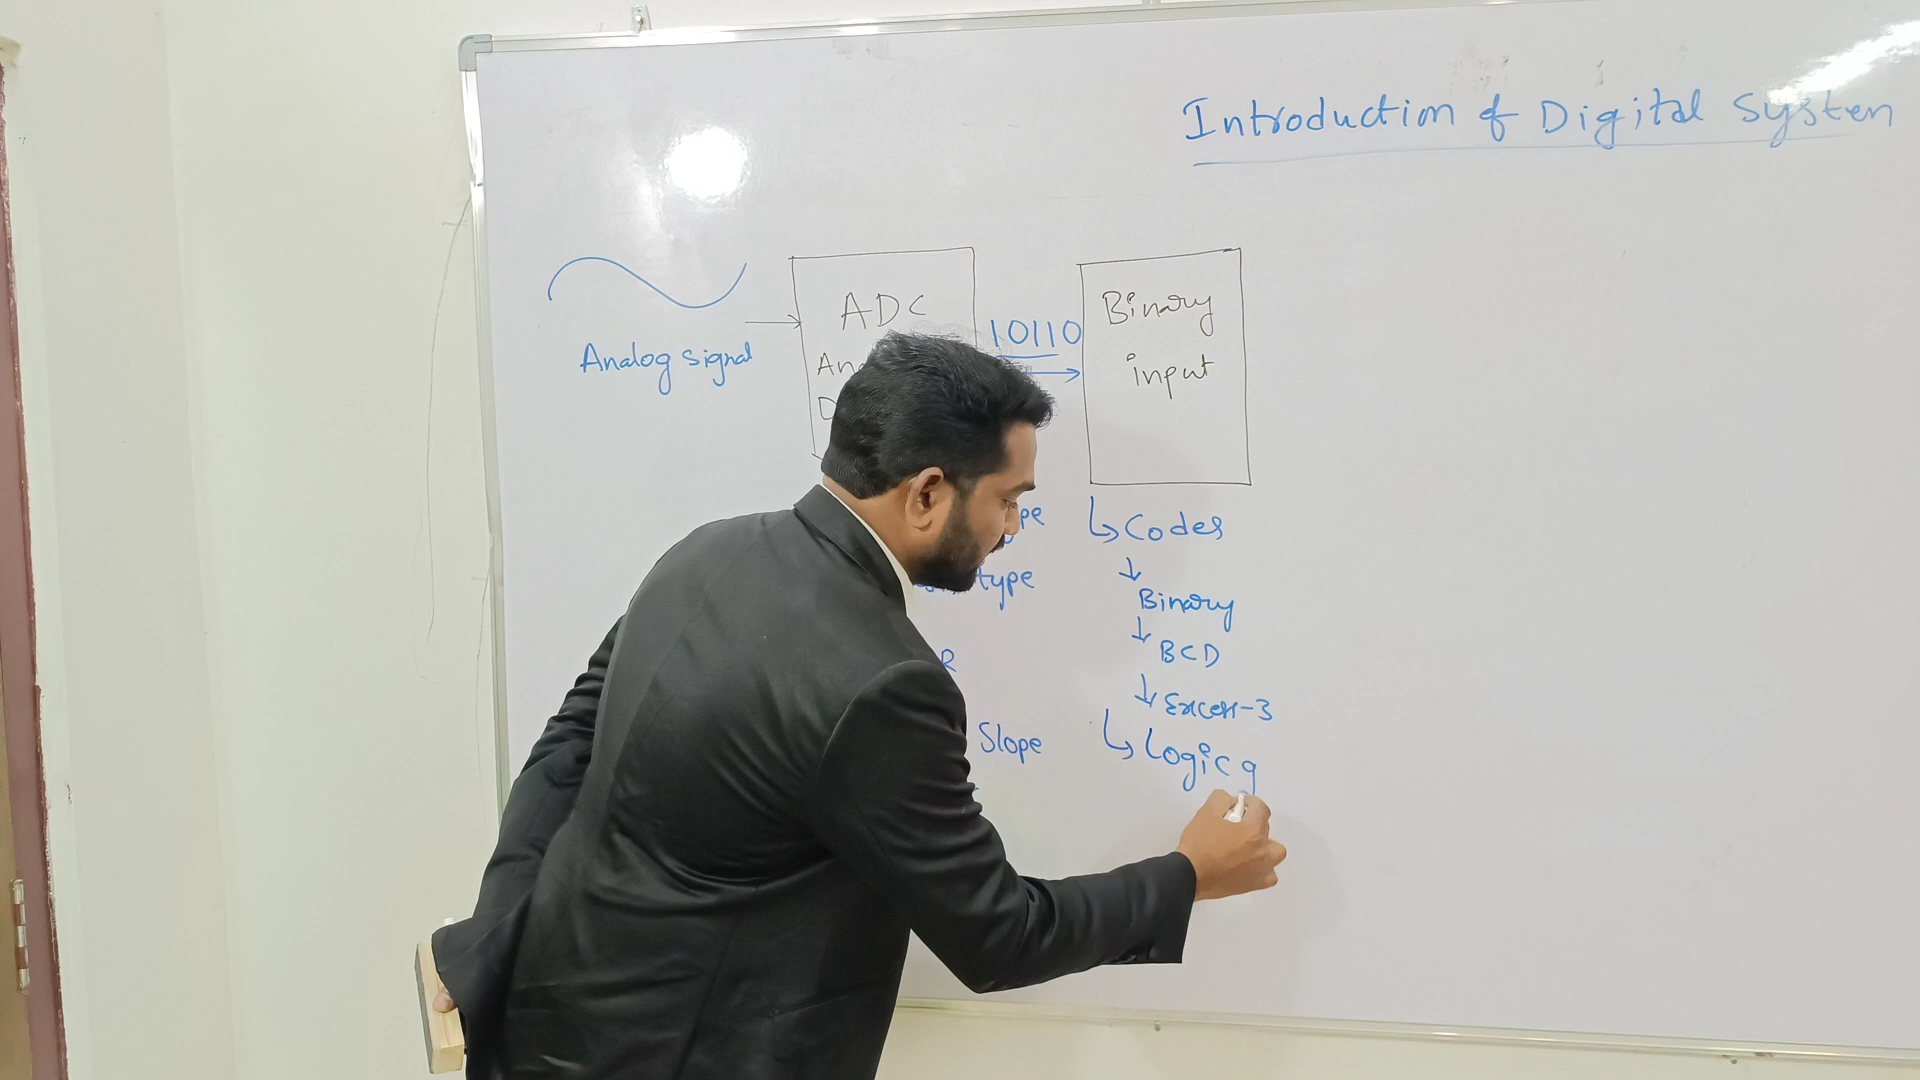 Introduction of Digital System
ADC
Analog signal
10110
Binary
input
pe
type
R
Slope
Codes
Binary
BCD
Excess-3
Logic g